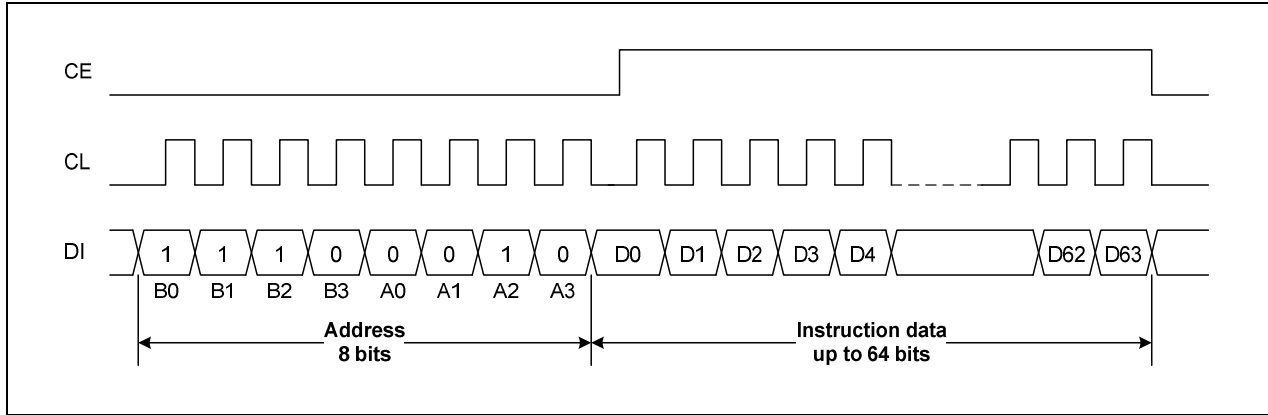 CE
CL
DI 1 1 1 0 0 0 1 0 D0 D1 D2 D3 D4 D62 D63
B0 B1 B2 B3 A0 A1 A2 A3
Address Instruction data
8 bits up to 64 bits